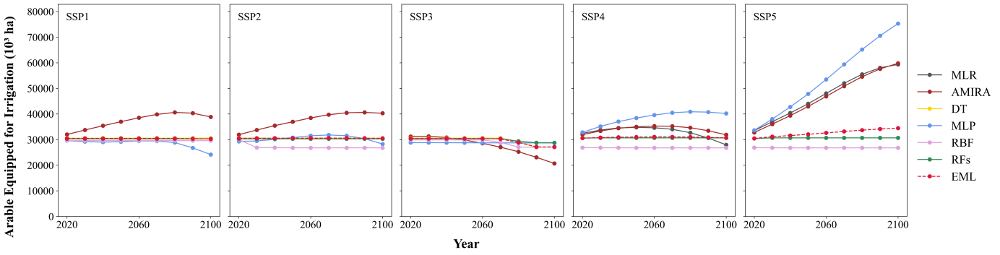 Arable Equipped for Irrigation (10³ ha)
80000
70000
60000
50000
40000
30000
20000
10000
0
SSP1
SSP2
SSP3
SSP4
SSP5
2020 2060 2100
2020 2060 2100
2020 2060 2100
2020 2060 2100
2020 2060 2100
Year
MLR
AMIRA
DT
MLP
RBF
RFs
EML